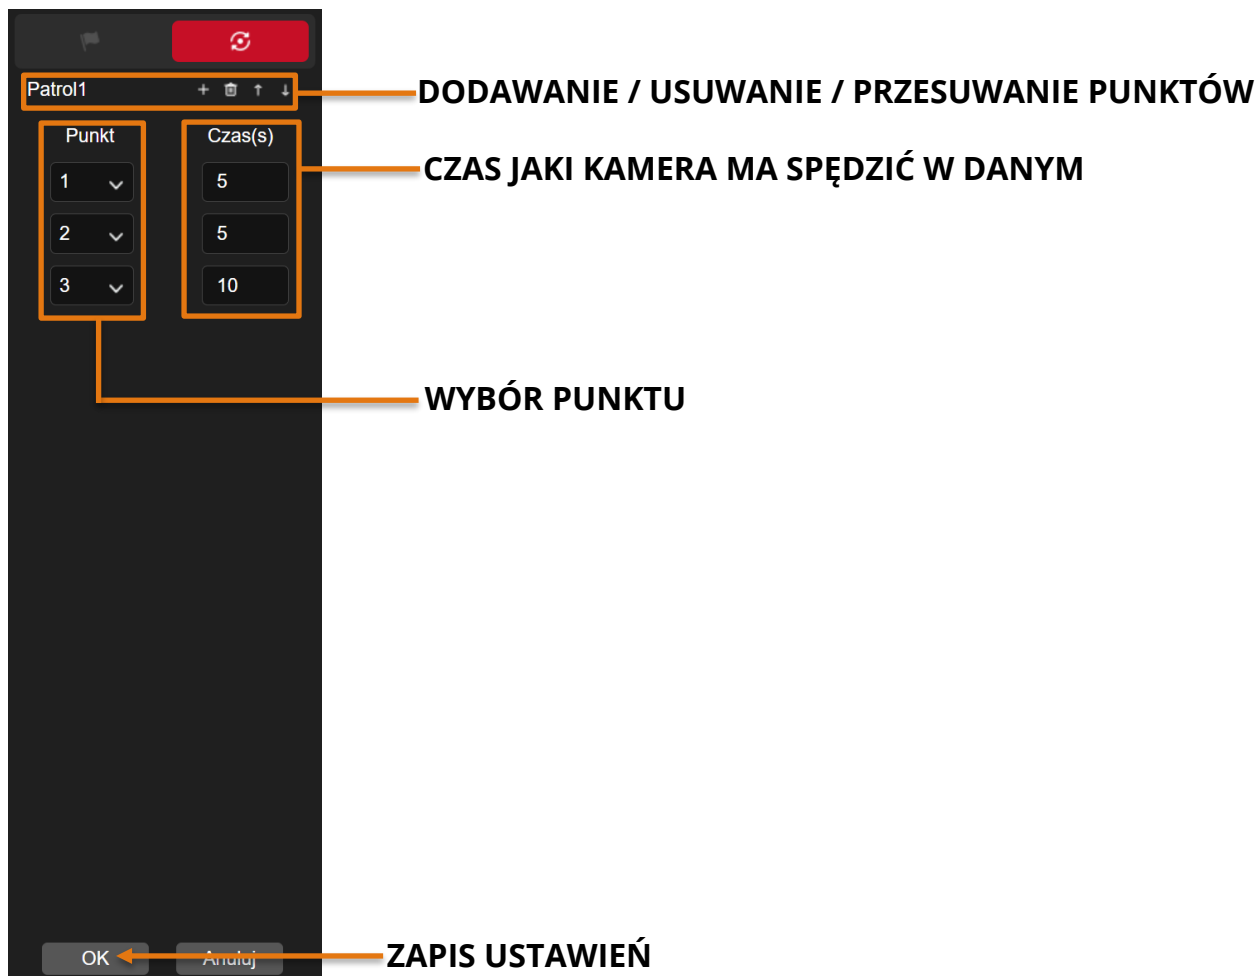 Patrol1
DODAWANIE / USUWANIE / PRZESUWANIE PUNKTÓW
Punkt Czas(s)
CZAS JAKI KAMERA MA SPĘDZIĆ W DANYM
1 5
2 5
3 10
WYBÓR PUNKTU
OK Anuluj
ZAPIS USTAWIEŃ